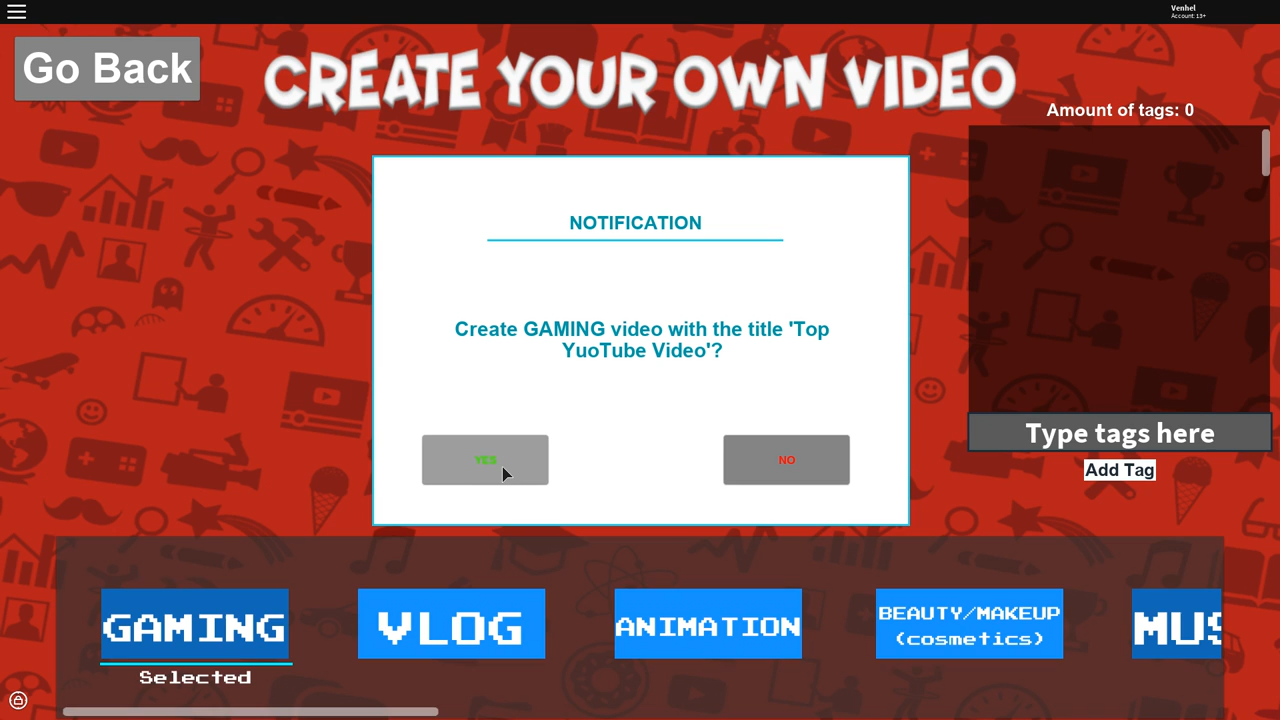 Venhel
Account: 13+
Go Back
CREATE YOUR OWN VIDEO
Amount of tags: 0
NOTIFICATION
Create GAMING video with the title 'Top
YuoTube Video'?
YES
NO
Type tags here
Add Tag
GAMING
VLOG
ANIMATION
BEAUTY/MAKEUP
(cosmetics)
MUS
Selected